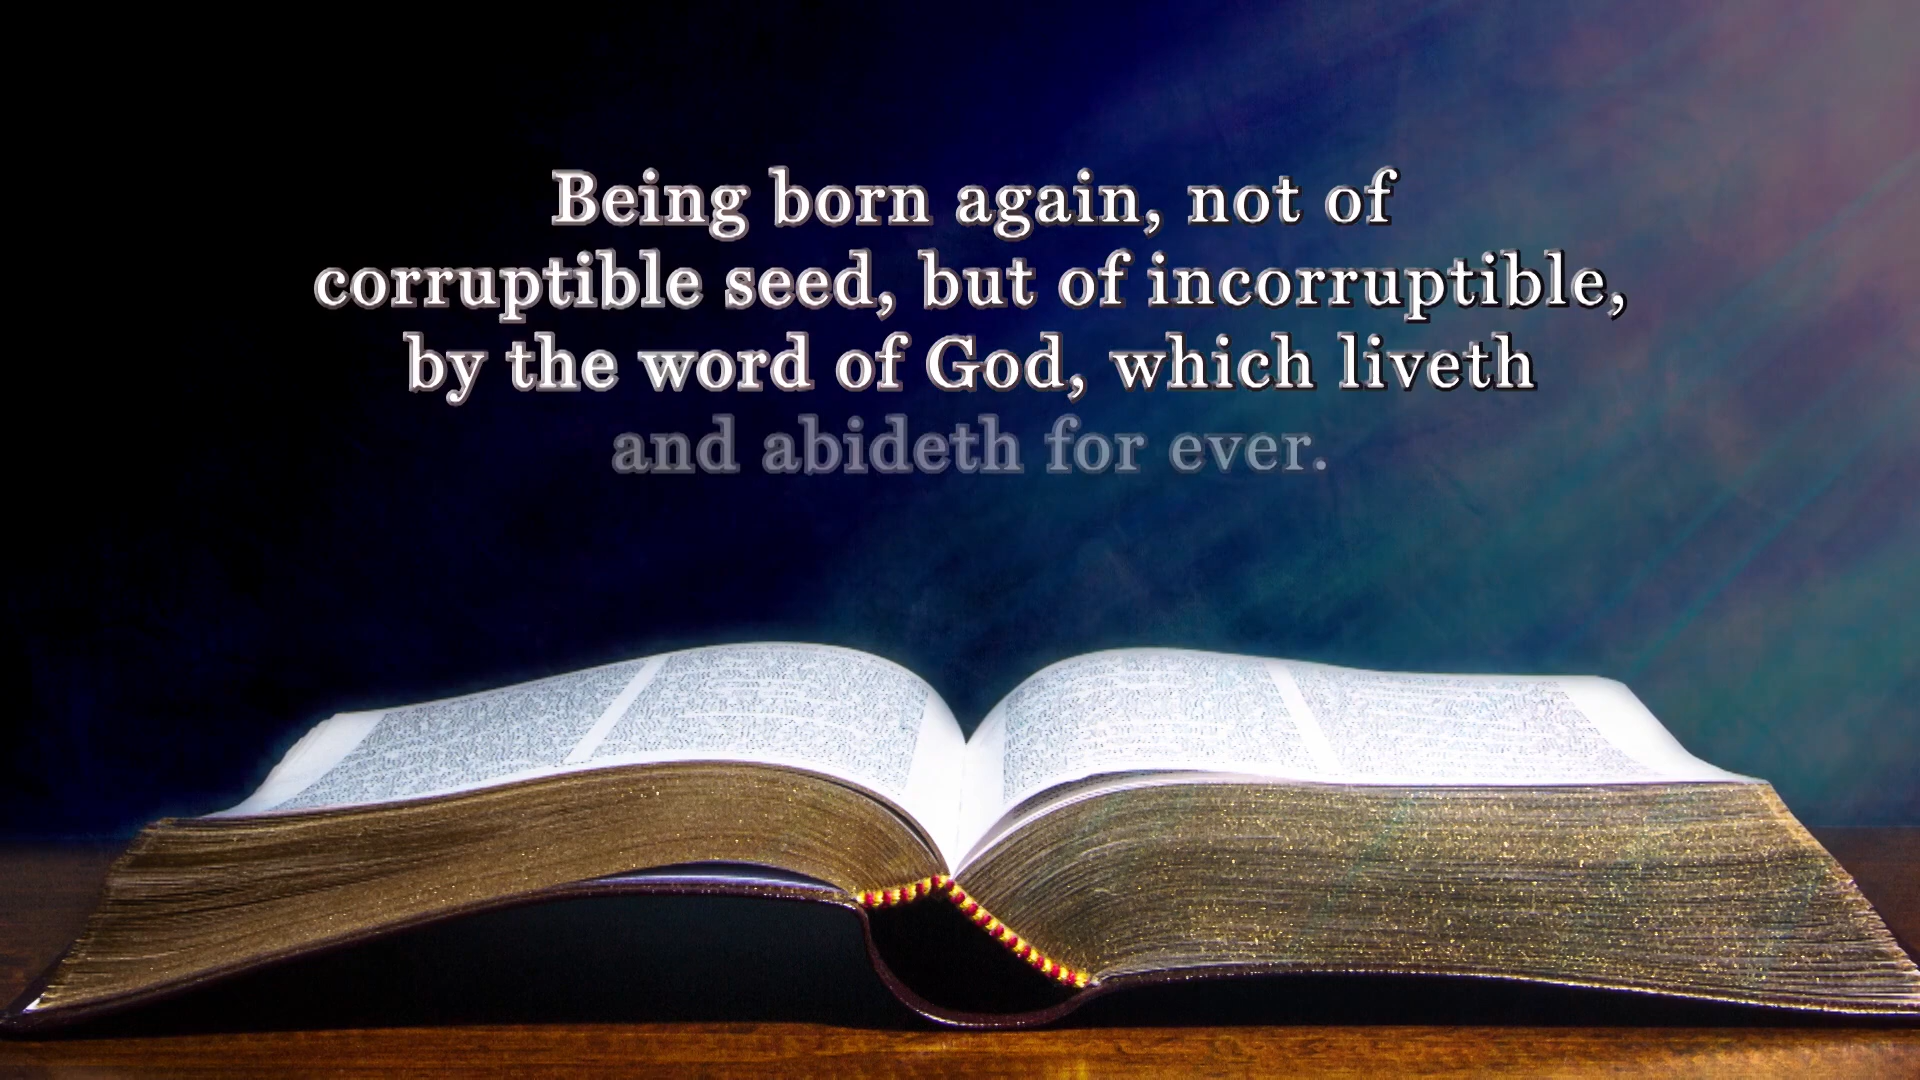 Being born again, not of
corruptible seed, but of incorruptible,
by the word of God, which liveth
and abideth for ever.